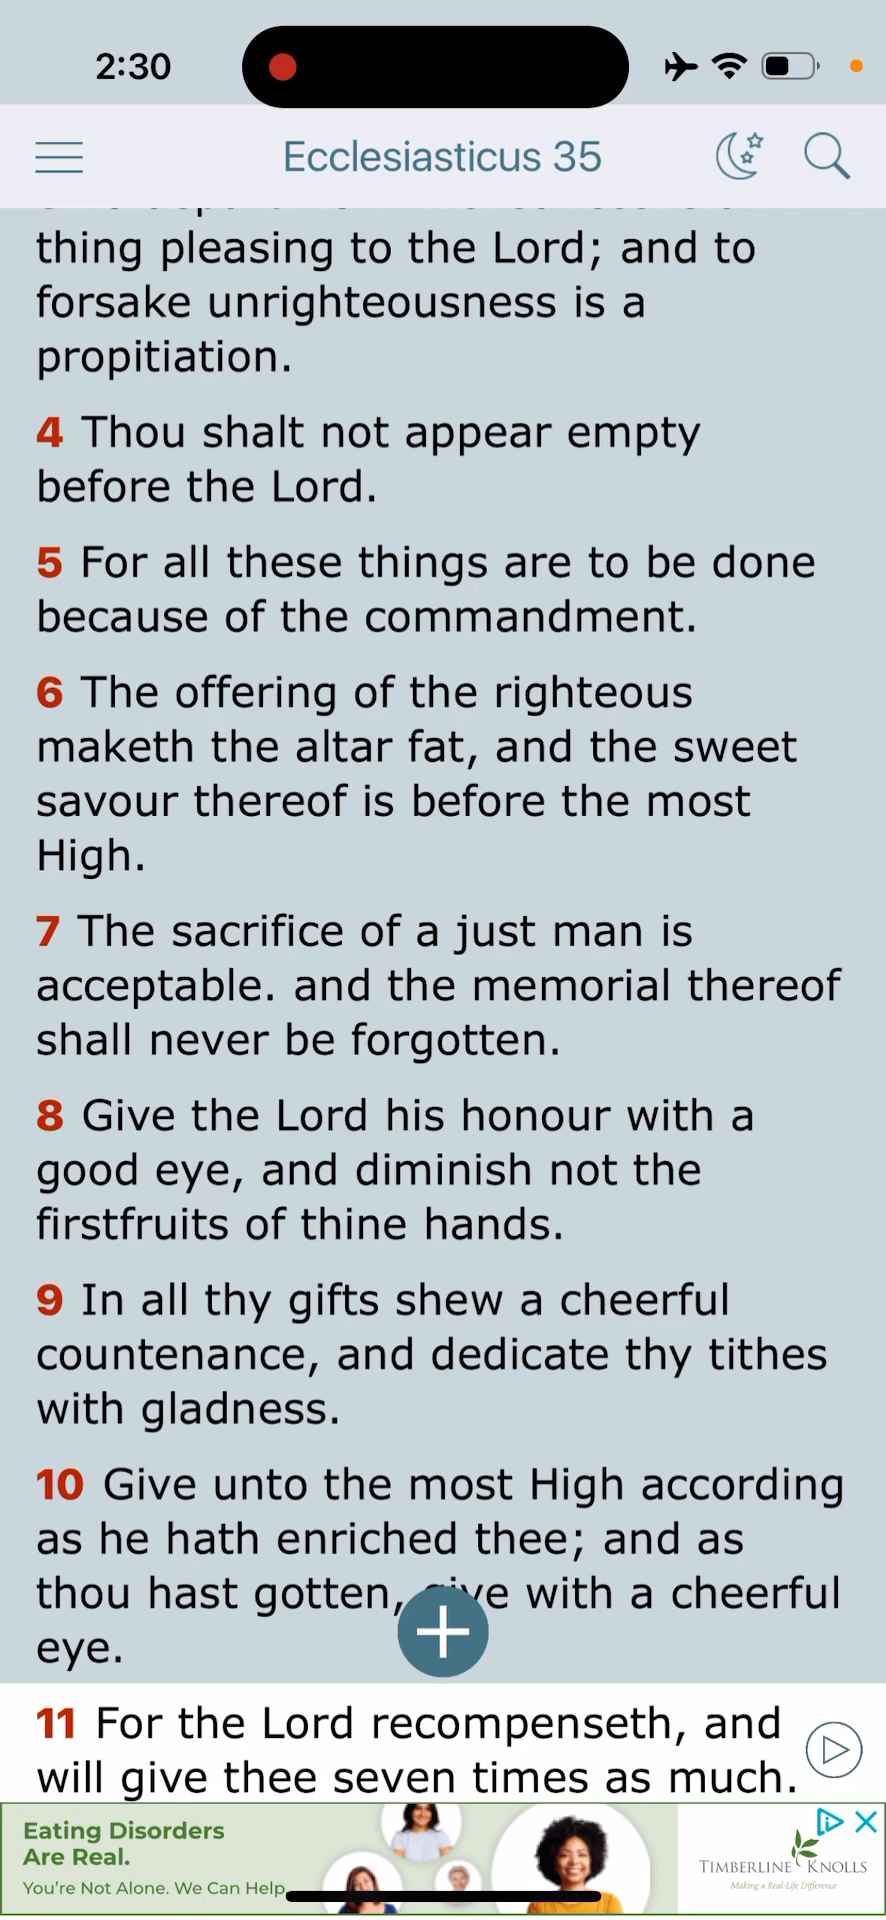 2:30
Ecclesiasticus 35
thing pleasing to the Lord; and to
forsake unrighteousness is a
propitiation.
4 Thou shalt not appear empty
before the Lord.
5 For all these things are to be done
because of the commandment.
6 The offering of the righteous
maketh the altar fat, and the sweet
savour thereof is before the most
High.
7 The sacrifice of a just man is
acceptable. and the memorial thereof
shall never be forgotten.
8 Give the Lord his honour with a
good eye, and diminish not the
firstfruits of thine hands.
9 In all thy gifts shew a cheerful
countenance, and dedicate thy tithes
with gladness.
10 Give unto the most High according
as he hath enriched thee; and as
thou hast gotten, give with a cheerful
eye.
11 For the Lord recompenseth, and
will give thee seven times as much.
Eating Disorders
Are Real.
You're Not Alone. We Can Help.
TIMBERLINE KNOLLS
Making a Real-Life Difference